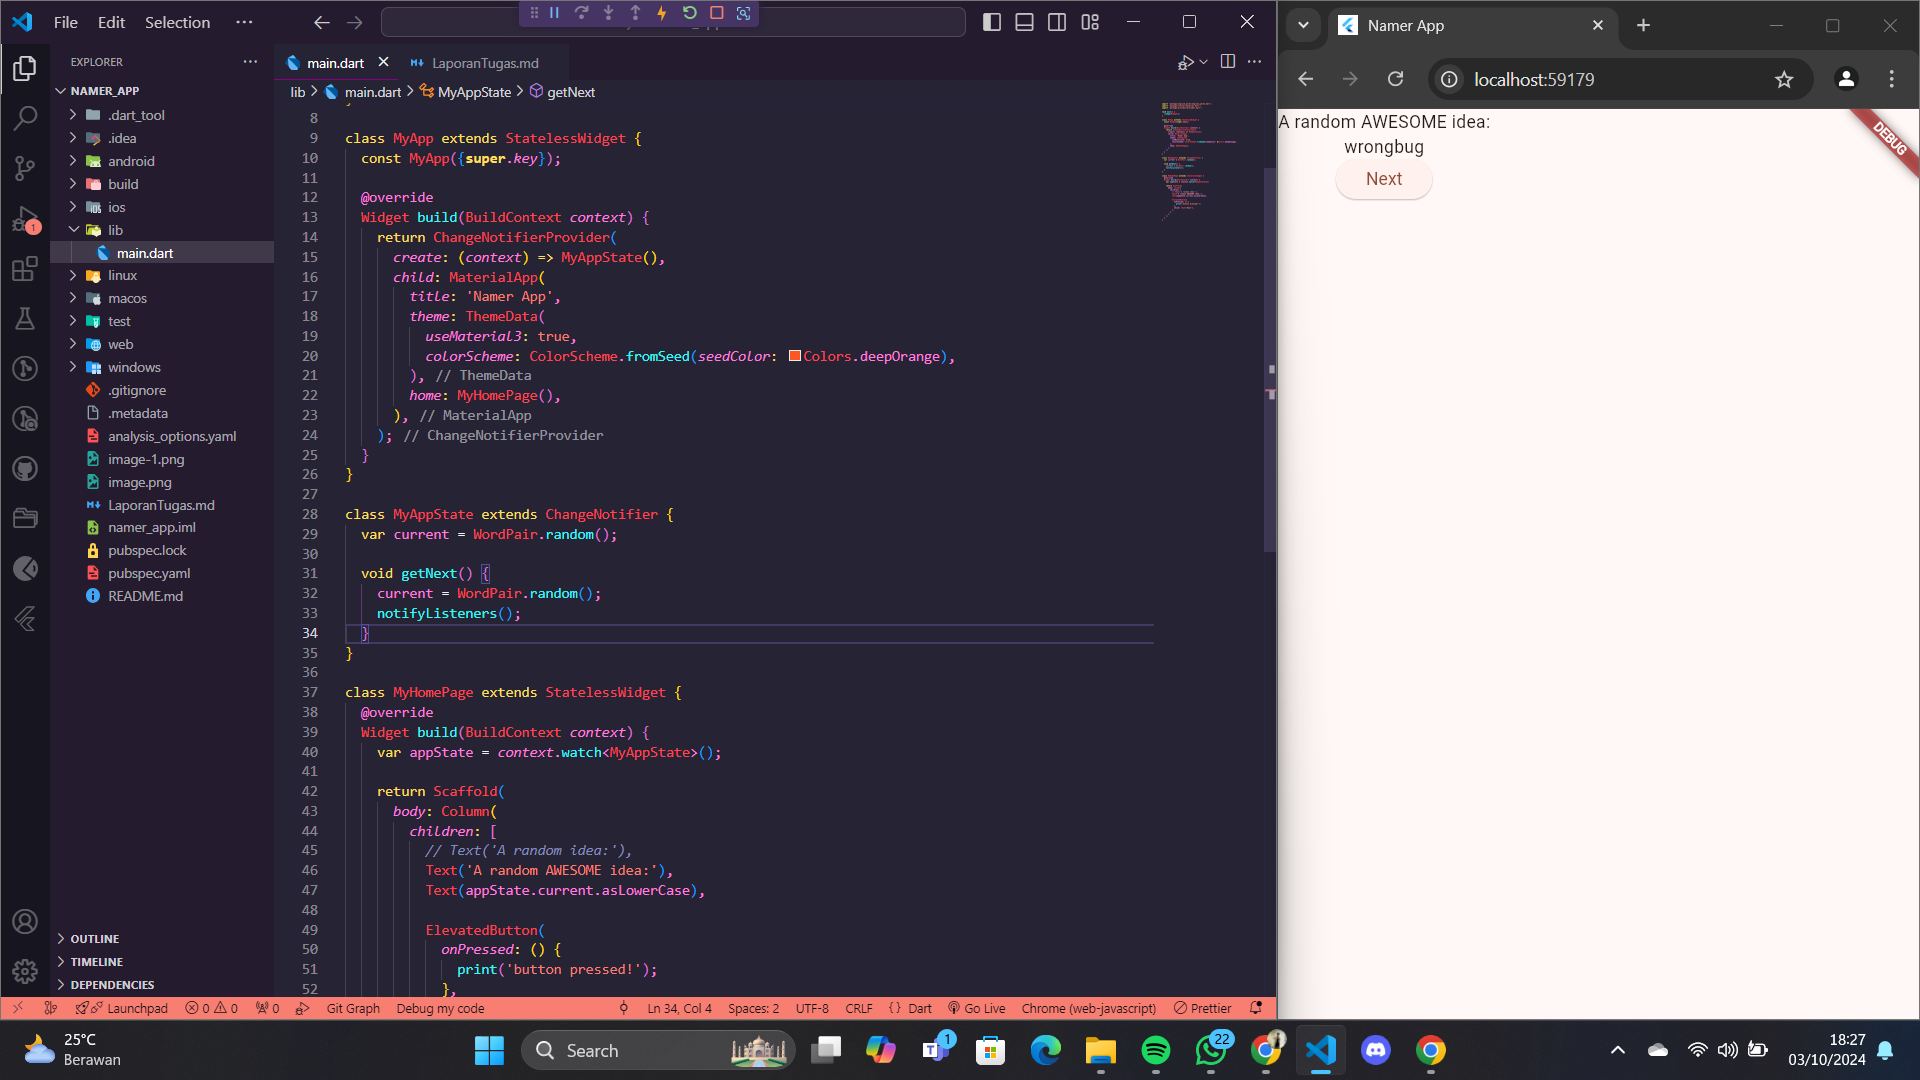 File Edit Selection ···
EXPLORER
NAMER_APP
.dart_tool
.idea
android
build
ios
lib
main.dart
linux
macos
test
web
windows
.gitignore
.metadata
analysis_options.yaml
image-1.png
image.png
LaporanTugas.md
namer_app.iml
pubspec.lock
pubspec.yaml
README.md
OUTLINE
TIMELINE
DEPENDENCIES
1
main.dart
LaporanTugas.md
lib > main.dart > MyAppState > getNext
8
9 class MyApp extends StatelessWidget {
10 const MyApp({super.key});
11
12 @override
13 Widget build(BuildContext context) {
14 return ChangeNotifierProvider(
15 create: (context) => MyAppState(),
16 child: MaterialApp(
17 title: 'Namer App',
18 theme: ThemeData(
19 useMaterial3: true,
20 colorScheme: ColorScheme.fromSeed(seedColor: Colors.deepOrange),
21 ), // ThemeData
22 home: MyHomePage(),
23 ), // MaterialApp
24 ); // ChangeNotifierProvider
25 }
26 }
27
28 class MyAppState extends ChangeNotifier {
29 var current = WordPair.random();
30
31 void getNext() {
32 current = WordPair.random();
33 notifyListeners();
34 }
35 }
36
37 class MyHomePage extends StatelessWidget {
38 @override
39 Widget build(BuildContext context) {
40 var appState = context.watch<MyAppState>();
41
42 return Scaffold(
43 body: Column(
44 children: [
45 // Text('A random idea:'),
46 Text('A random AWESOME idea:'),
47 Text(appState.current.asLowerCase),
48
49 ElevatedButton(
50 onPressed: () {
51 print('button pressed!');
52 },
Launchpad 0 0 0 Git Graph Debug my code Ln 34, Col 4 Spaces: 2 UTF-8 CRLF { } Dart Go Live Chrome (web-javascript) Prettier
Namer App
localhost:59179
A random AWESOME idea:
wrongbug
Next
DEBUG
25°C
Berawan
Search
1
22
18:27
03/10/2024